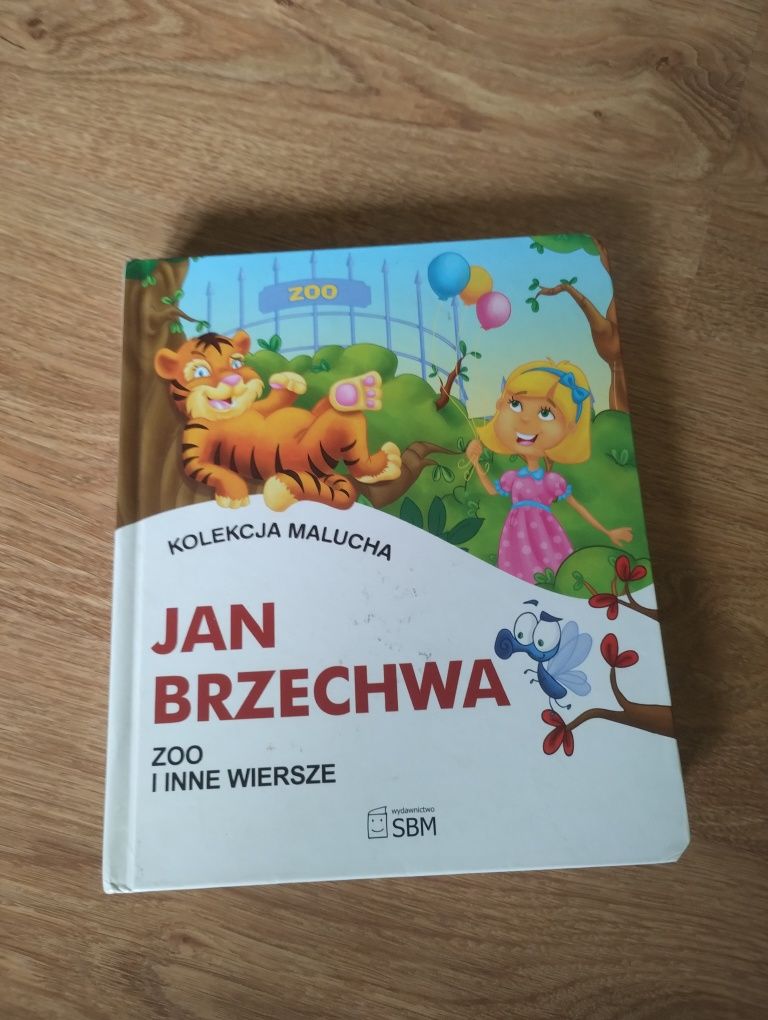 ZOO
KOLEKCJA MALUCHA
JAN
BRZECHWA
ZOO
I INNE WIERSZE
wydawnictwo
SBM